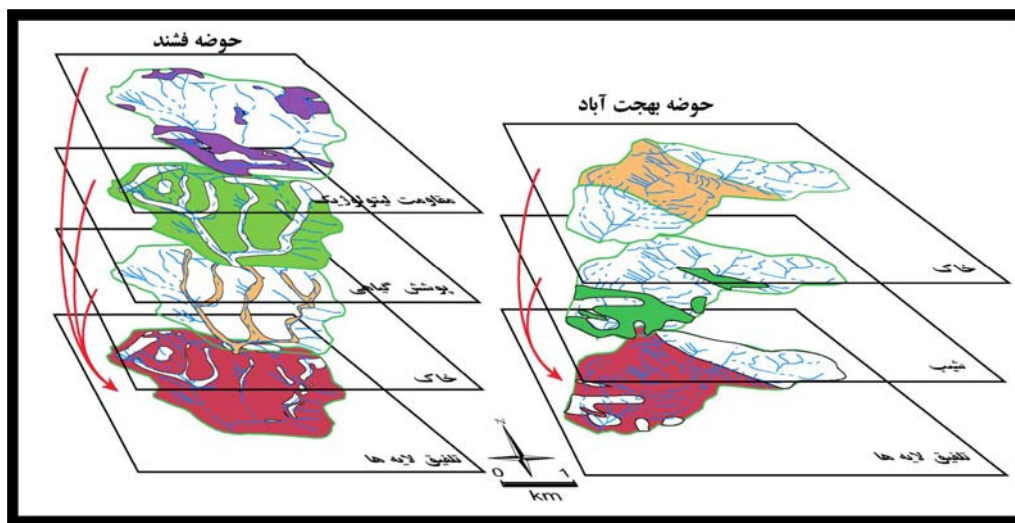 حوضه فشند
مقاومت لیتولوژیک
پوشش گیاهی
خاک
تلفیق لایه ها
حوضه بهجت آباد
خاک
شیب
تلفیق لایه ها
N
0 1
km